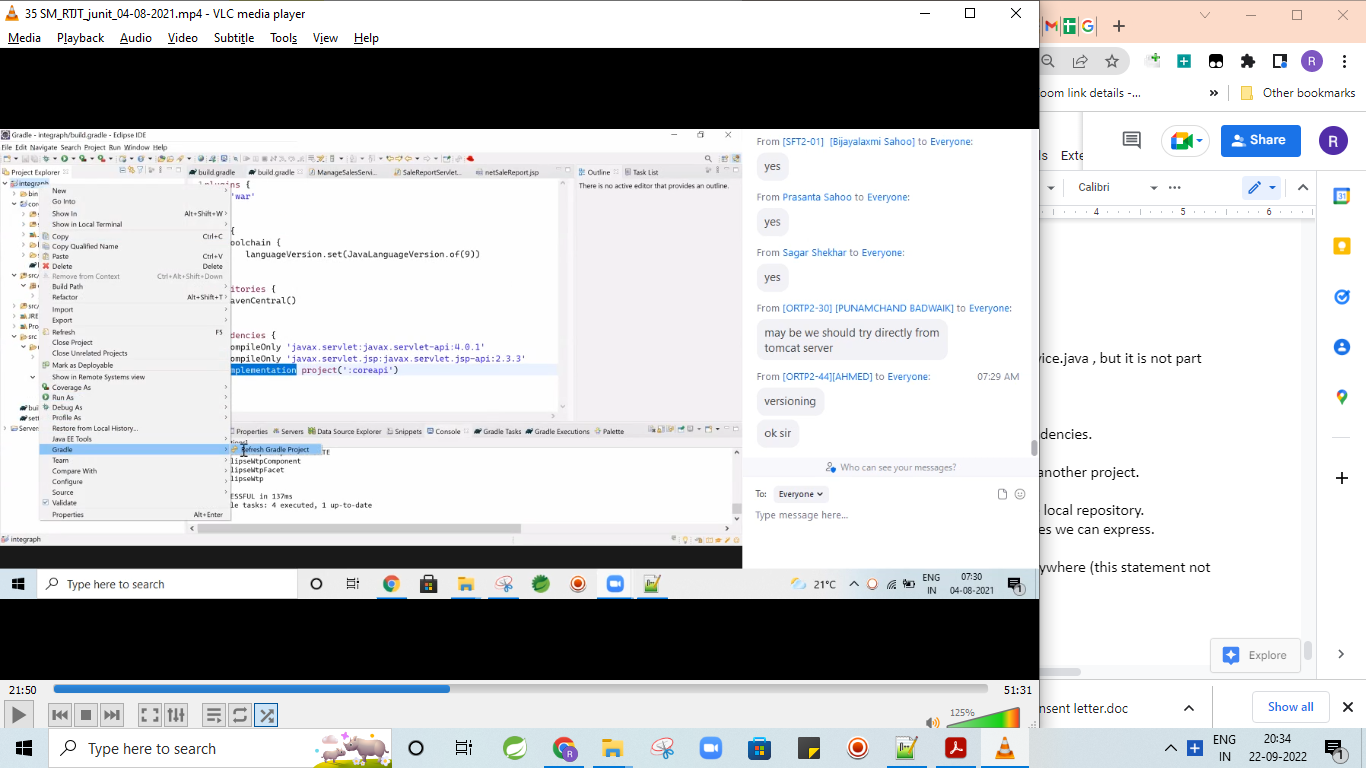 35 SM_RTJT_junit_04-08-2021.mp4 - VLC media player
Media Playback Audio Video Subtitle Tools View Help
Gradle - integraph/build.gradle - Eclipse IDE
File Edit Navigate Search Project Run Window Help
Project Explorer
build.gradle
build.gradle
ManageSalesServi...
SaleReportServlet...
netSaleReport.jsp
Outline
Task List
There is no active editor that provides an outline.
integraph
bin
New
Go Into
Show In Alt+Shift+W
Show in Local Terminal
Copy Ctrl+C
Copy Qualified Name
Paste Ctrl+V
Delete Delete
Remove from Context Ctrl+Alt+Shift+Down
Build Path
Refactor Alt+Shift+T
Import
Export
Refresh F5
Close Project
Close Unrelated Projects
Mark as Deployable
Show in Remote Systems view
Coverage As
Run As
Debug As
Profile As
Restore from Local History...
Java EE Tools
Gradle
Team
Compare With
Configure
Source
Validate
Properties Alt+Enter
Refresh Gradle Project
plugins {
'war'
{
oolchain {
languageVersion.set(JavaLanguageVersion.of(9))
itories {
avenCentral()
dencies {
ompileOnly 'javax.servlet:javax.servlet-api:4.0.1'
ompileOnly 'javax.servlet.jsp:javax.servlet.jsp-api:2.3.3'
mplementation project(':coreapi')
Properties Servers Data Source Explorer Snippets Console Gradle Tasks Gradle Executions Palette
lipseWtpComponent
lipseWtpFacet
lipseWtp
ESSFUL in 137ms
le tasks: 4 executed, 1 up-to-date
integraph
From [SFT2-01] [Bijayalaxmi Sahoo] to Everyone:
yes
From Prasanta Sahoo to Everyone:
yes
From Sagar Shekhar to Everyone:
yes
From [ORTP2-30] [PUNAMCHAND BADWAIK] to Everyone:
may be we should try directly from
tomcat server
From [ORTP2-44][AHMED] to Everyone: 07:29 AM
versioning
ok sir
Who can see your messages?
To: Everyone
Type message here...
Type here to search
21°C
ENG
IN
07:30
04-08-2021
1
21:50
51:31
125%
R
oom link details -...
»
Other bookmarks
ls Exte
Share
R
Calibri
4 5 6
31
vice.java , but it is not part
dencies.
another project.
local repository.
es we can express.
ywhere (this statement not
Explore
nsent letter.doc
Show all
Type here to search
R
ENG
IN
20:34
22-09-2022
1